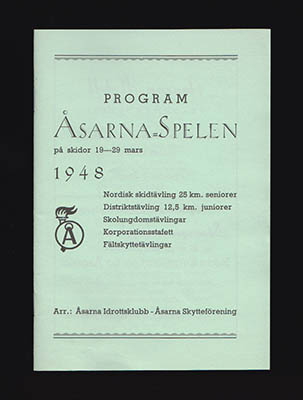 PROGRAM
ÅSARNA-SPELEN
på skidor 19—29 mars
1948
Nordisk skidtävling 25 km. seniorer
Distriktstävling 12,5 km. juniorer
Skolungdomstävlingar
Korporationsstafett
Fältskyttetävlingar
Å
Arr.: Åsarna Idrottsklubb - Åsarna Skytteförening